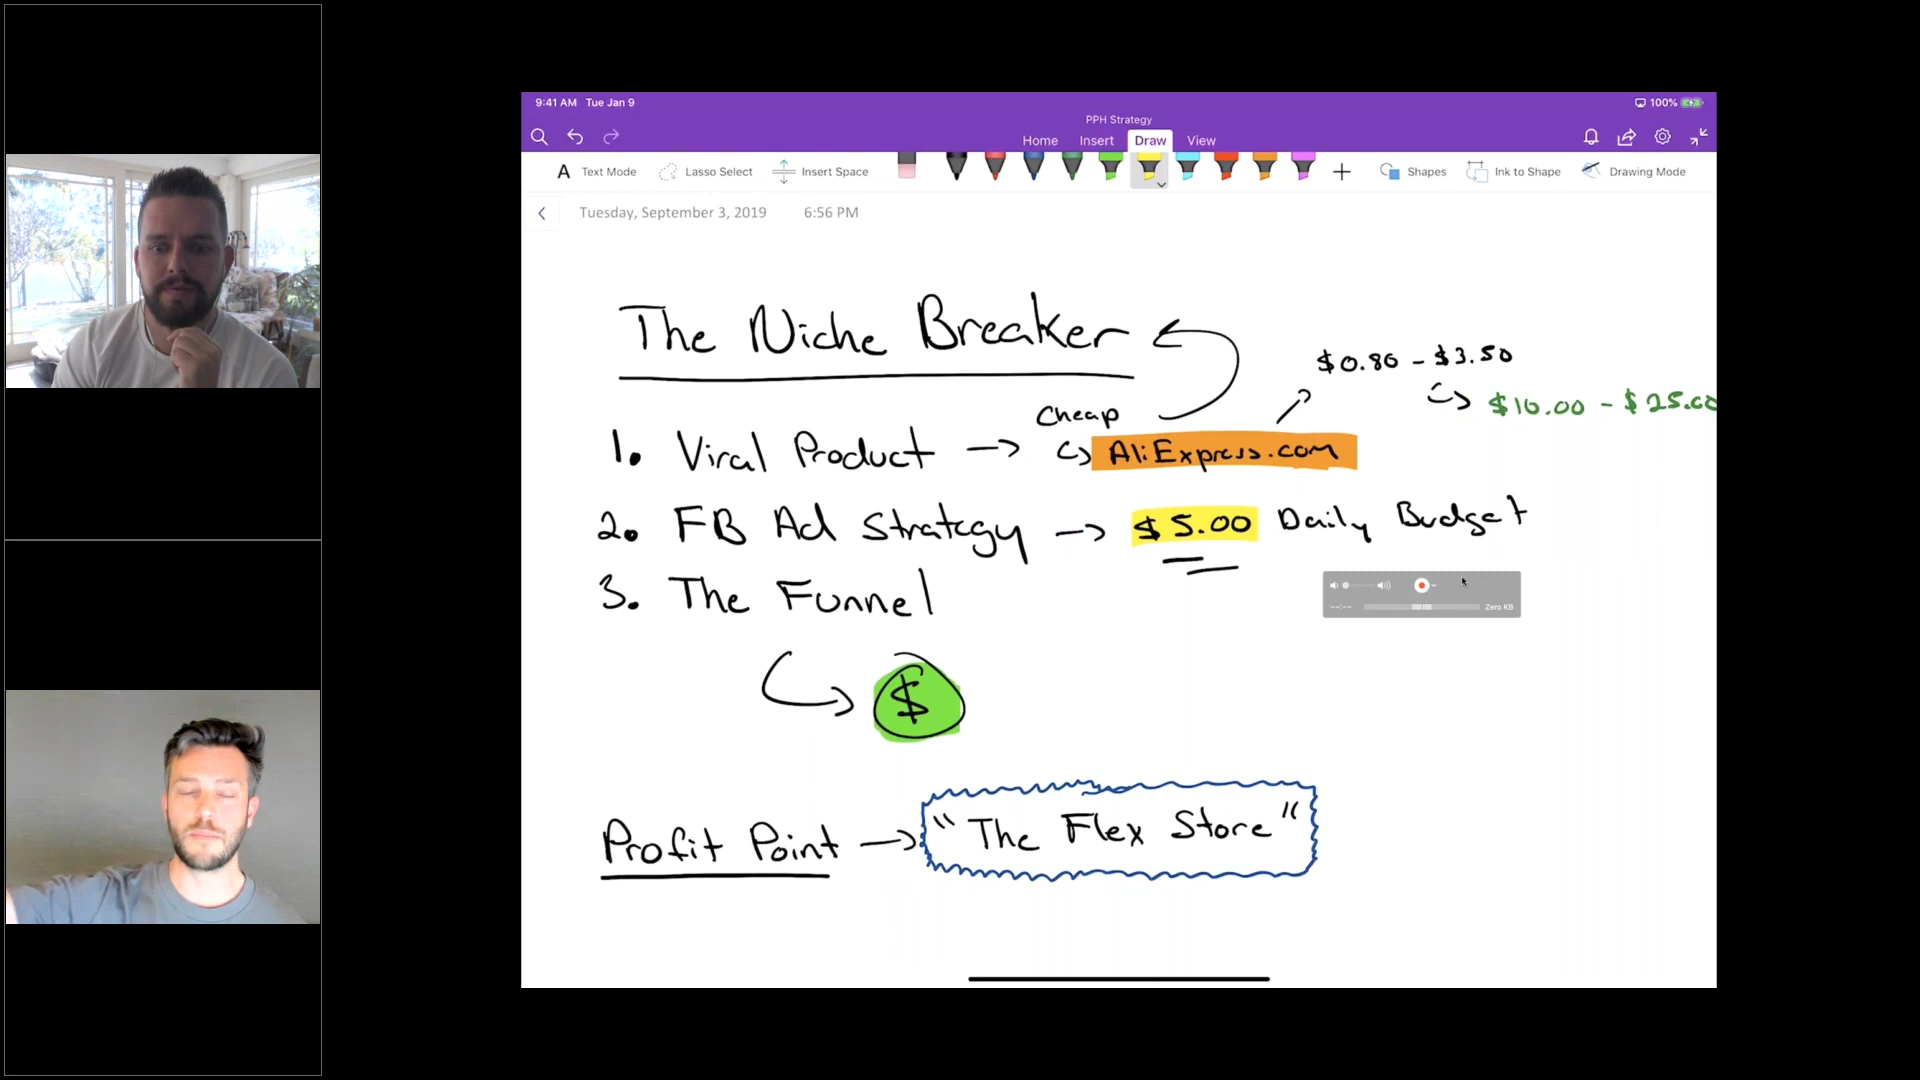 9:41 AM Tue Jan 9
100%
PPH Strategy
Home Insert Draw View
A Text Mode Lasso Select Insert Space Shapes Ink to Shape Drawing Mode
Tuesday, September 3, 2019 6:56 PM
The Niche Breaker
$0.80 - $3.50
$10.00 - $25.00
Cheap
1. Viral Product → AliExpress.com
2. FB Ad Strategy → $5.00 Daily Budget
3. The Funnel
--:-- Zero KB
$
Profit Point → "The Flex Store"